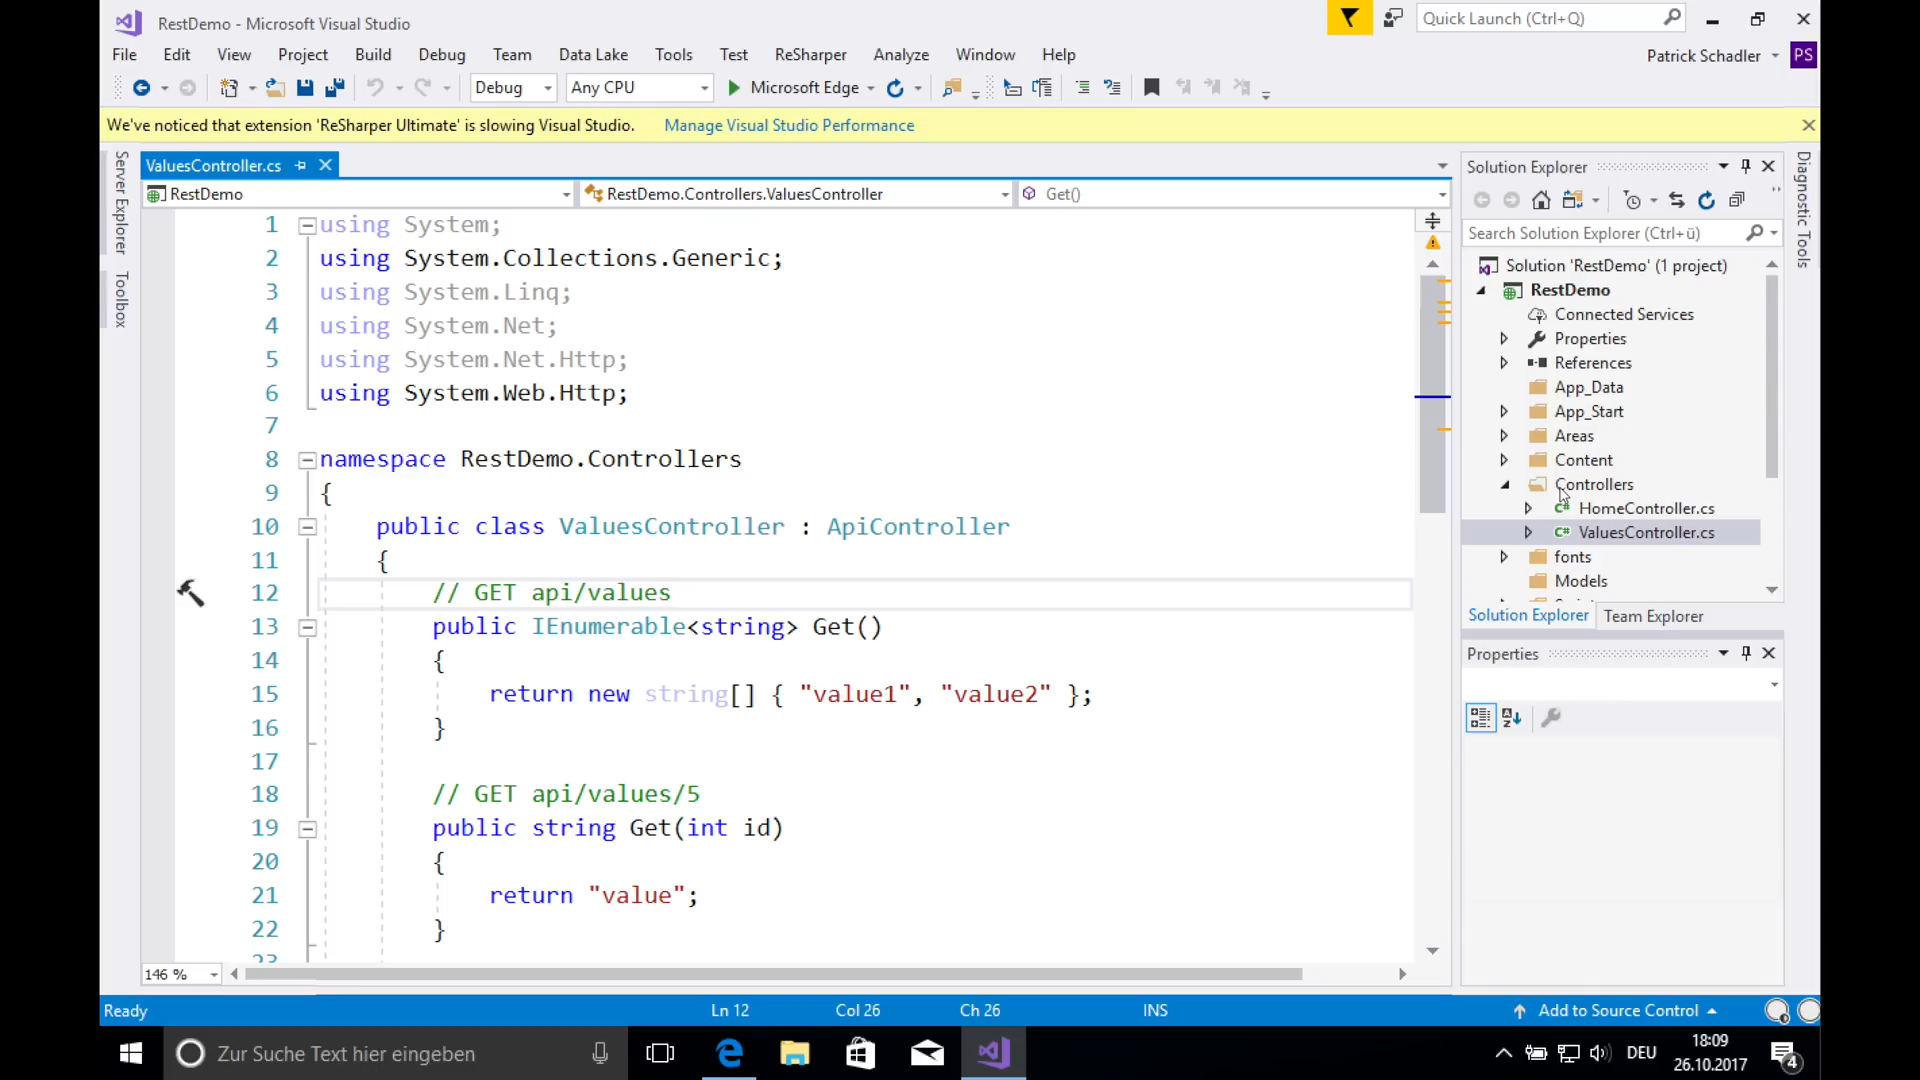 RestDemo - Microsoft Visual Studio
Quick Launch (Ctrl+Q)
File Edit View Project Build Debug Team Data Lake Tools Test ReSharper Analyze Window Help
Patrick Schadler PS
Debug Any CPU Microsoft Edge
We've noticed that extension 'ReSharper Ultimate' is slowing Visual Studio. Manage Visual Studio Performance
Server Explorer
Toolbox
ValuesController.cs
RestDemo RestDemo.Controllers.ValuesController Get()
1 using System;
2 using System.Collections.Generic;
3 using System.Linq;
4 using System.Net;
5 using System.Net.Http;
6 using System.Web.Http;
7
8 namespace RestDemo.Controllers
9 {
10 public class ValuesController : ApiController
11 {
12 // GET api/values
13 public IEnumerable<string> Get()
14 {
15 return new string[] { "value1", "value2" };
16 }
17
18 // GET api/values/5
19 public string Get(int id)
20 {
21 return "value";
22 }
23
146 %
Solution Explorer
Search Solution Explorer (Ctrl+ü)
Solution 'RestDemo' (1 project)
RestDemo
Connected Services
Properties
References
App_Data
App_Start
Areas
Content
Controllers
C# HomeController.cs
C# ValuesController.cs
fonts
Models
Solution Explorer Team Explorer
Properties
Diagnostic Tools
Ready Ln 12 Col 26 Ch 26 INS Add to Source Control
Zur Suche Text hier eingeben
DEU
18:09
26.10.2017
4